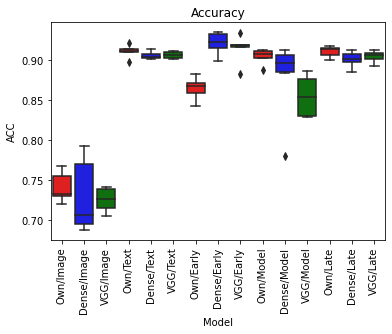 Accuracy
ACC
0.90
0.85
0.80
0.75
0.70
Own/Image
Dense/Image
VGG/Image
Own/Text
Dense/Text
VGG/Text
Own/Early
Dense/Early
VGG/Early
Own/Model
Dense/Model
VGG/Model
Own/Late
Dense/Late
VGG/Late
Model